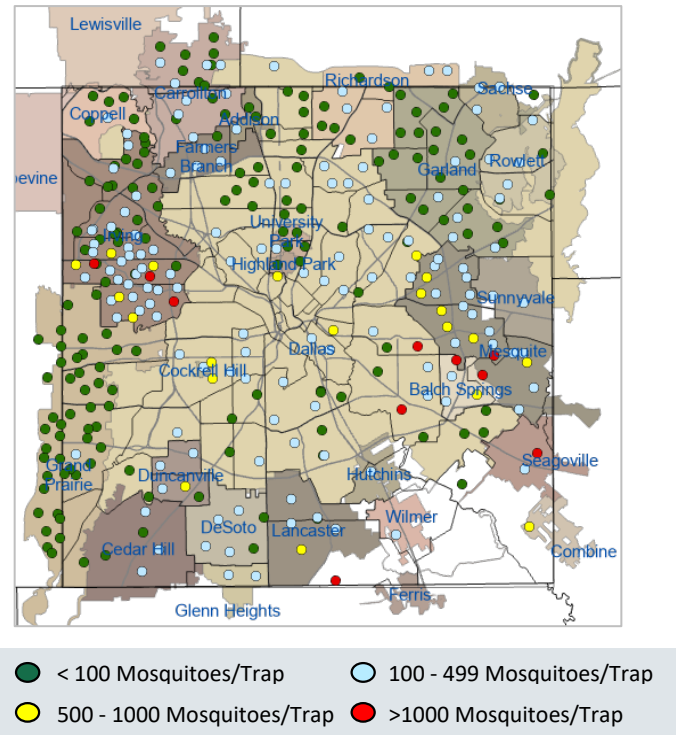 Lewisville
Richardson
Sachse
Carrollton
Coppell
Addison
Farmers
Branch
Garland
Rowlett
pevine
University
Park
Irving
Highland Park
Sunnyvale
Dallas
Mesquite
Cockrell Hill
Balch Springs
Seagoville
Grand
Prairie
Duncanville
Hutchins
Wilmer
DeSoto
Lancaster
Cedar Hill
Combine
Ferris
Glenn Heights
< 100 Mosquitoes/Trap
100 - 499 Mosquitoes/Trap
500 - 1000 Mosquitoes/Trap
>1000 Mosquitoes/Trap